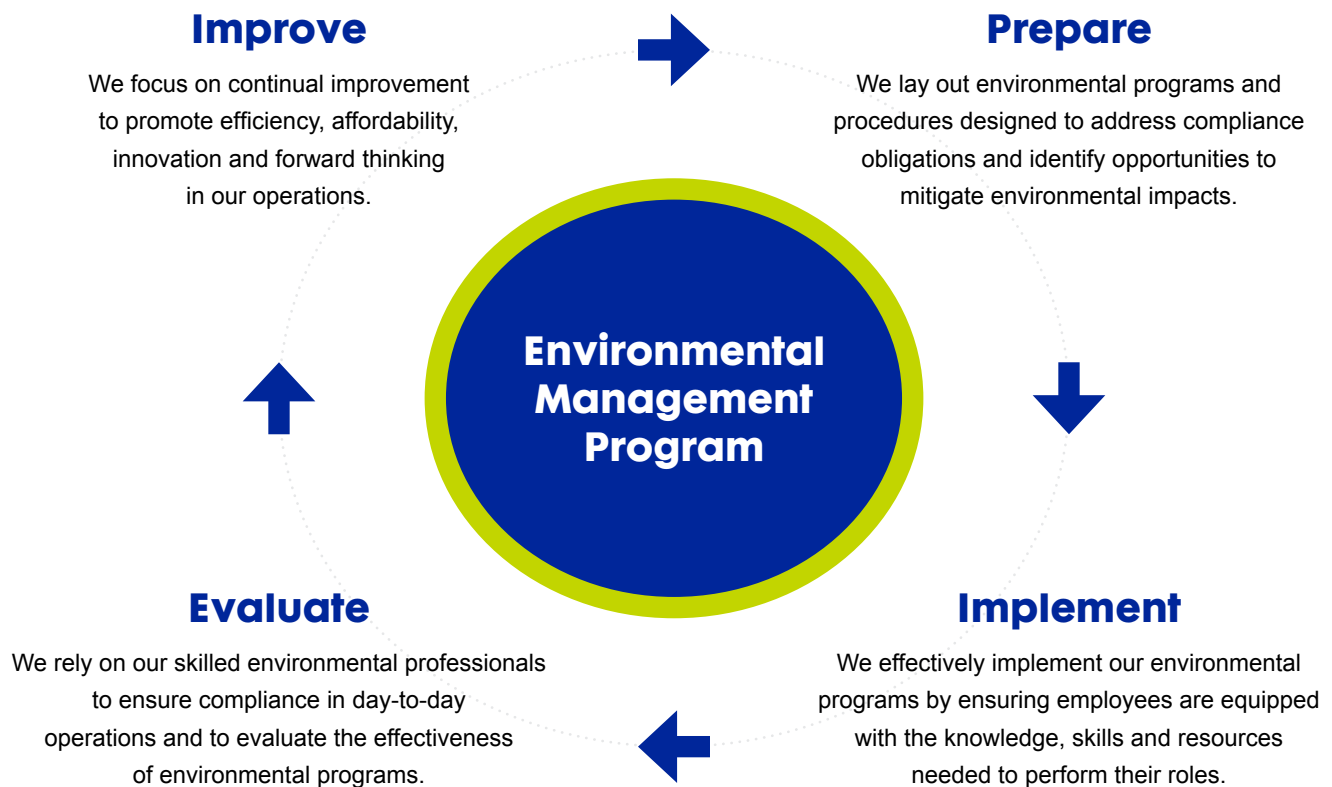 Improve
We focus on continual improvement
to promote efficiency, affordability,
innovation and forward thinking
in our operations.
Prepare
We lay out environmental programs and
procedures designed to address compliance
obligations and identify opportunities to
mitigate environmental impacts.
Environmental
Management
Program
Evaluate
We rely on our skilled environmental professionals
to ensure compliance in day-to-day
operations and to evaluate the effectiveness
of environmental programs.
Implement
We effectively implement our environmental
programs by ensuring employees are equipped
with the knowledge, skills and resources
needed to perform their roles.